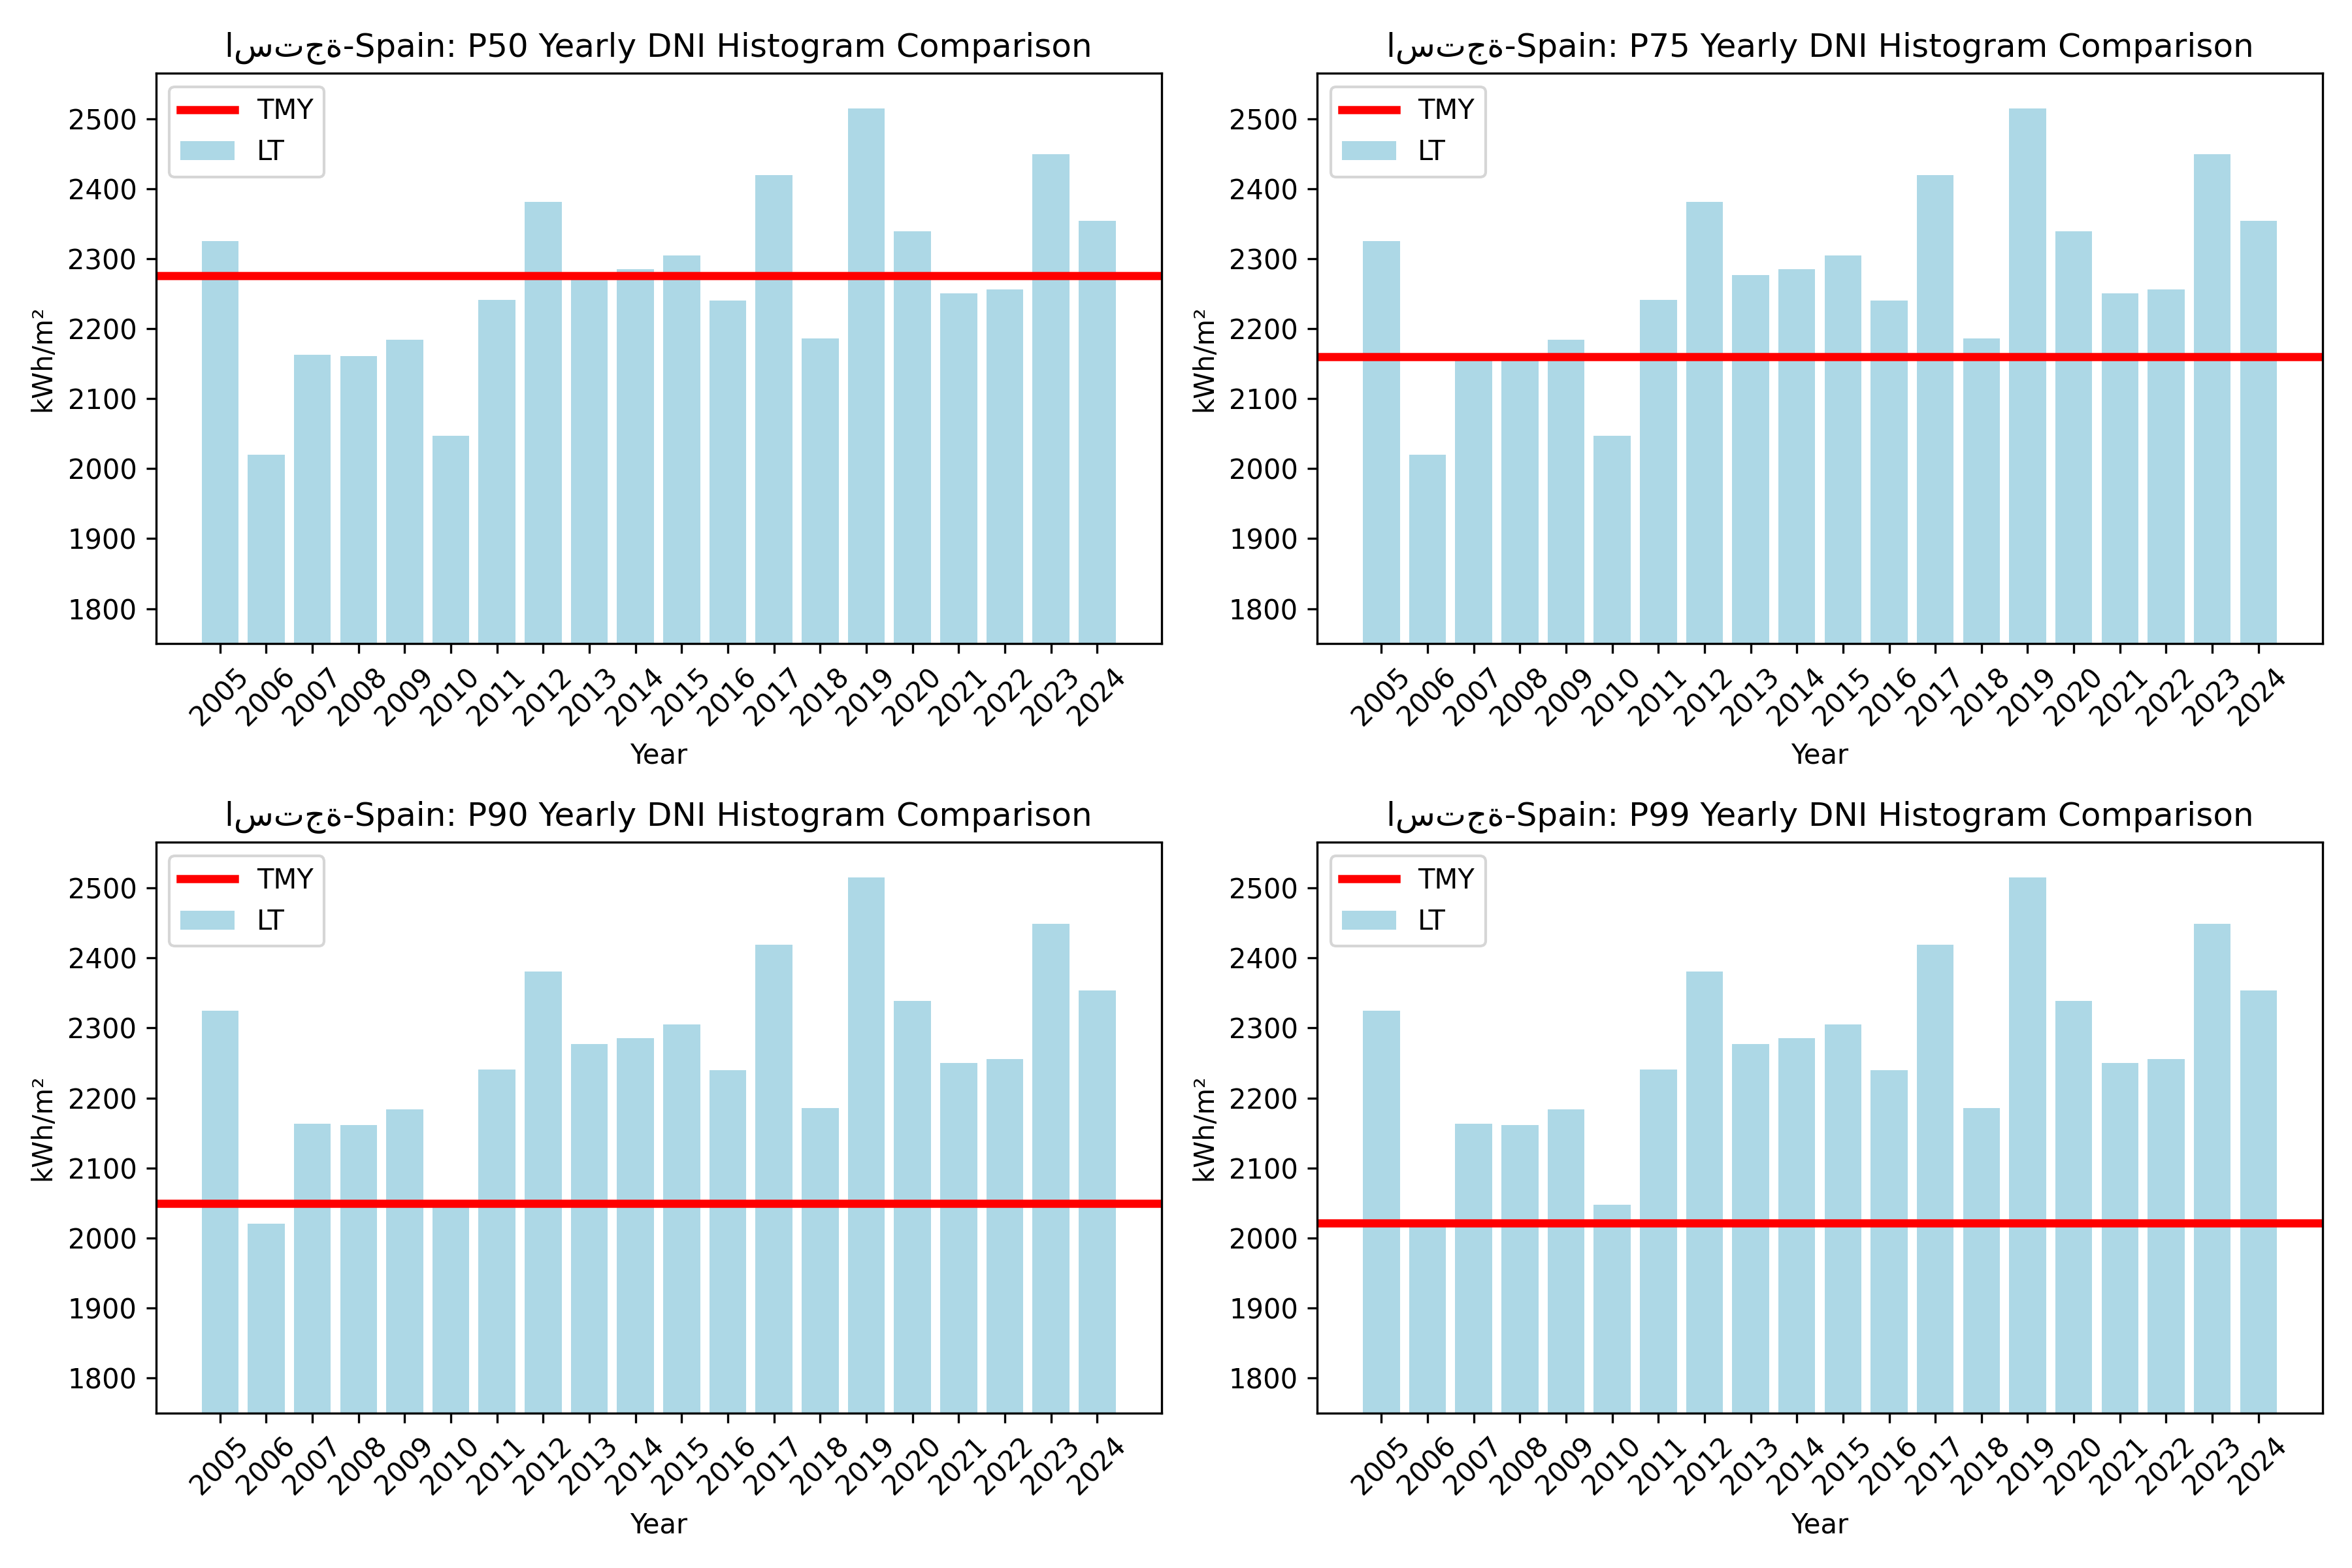 استجة-Spain: P50 Yearly DNI Histogram Comparison
TMY
LT
kWh/m²
2500
2400
2300
2200
2100
2000
1900
1800
2005 2006 2007 2008 2009 2010 2011 2012 2013 2014 2015 2016 2017 2018 2019 2020 2021 2022 2023 2024
Year
استجة-Spain: P75 Yearly DNI Histogram Comparison
TMY
LT
kWh/m²
2500
2400
2300
2200
2100
2000
1900
1800
2005 2006 2007 2008 2009 2010 2011 2012 2013 2014 2015 2016 2017 2018 2019 2020 2021 2022 2023 2024
Year
استجة-Spain: P90 Yearly DNI Histogram Comparison
TMY
LT
kWh/m²
2500
2400
2300
2200
2100
2000
1900
1800
2005 2006 2007 2008 2009 2010 2011 2012 2013 2014 2015 2016 2017 2018 2019 2020 2021 2022 2023 2024
Year
استجة-Spain: P99 Yearly DNI Histogram Comparison
TMY
LT
kWh/m²
2500
2400
2300
2200
2100
2000
1900
1800
2005 2006 2007 2008 2009 2010 2011 2012 2013 2014 2015 2016 2017 2018 2019 2020 2021 2022 2023 2024
Year